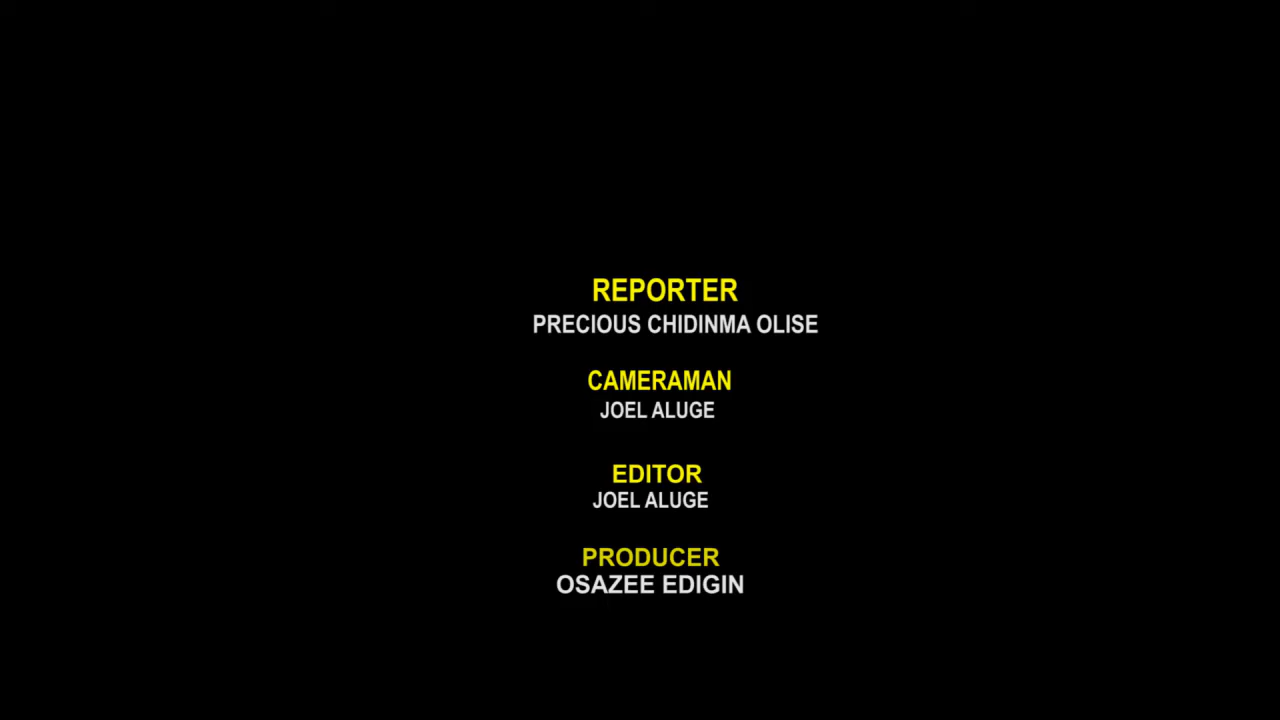 REPORTER
PRECIOUS CHIDINMA OLISE
CAMERAMAN
JOEL ALUGE
EDITOR
JOEL ALUGE
PRODUCER
OSAZEE EDIGIN